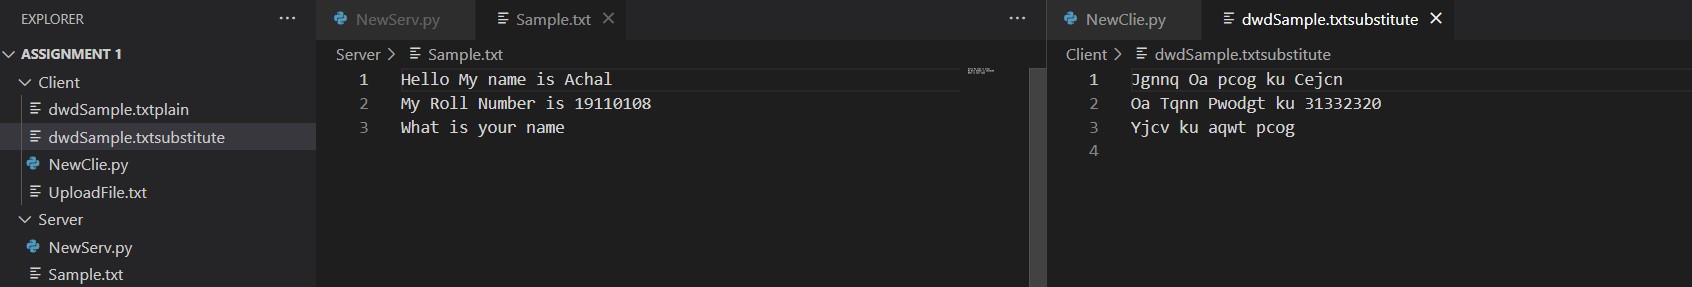 EXPLORER
ASSIGNMENT 1
Client
dwdSample.txtplain
dwdSample.txtsubstitute
NewClie.py
UploadFile.txt
Server
NewServ.py
Sample.txt
NewServ.py Sample.txt
Server > Sample.txt
1 Hello My name is Achal
2 My Roll Number is 19110108
3 What is your name
NewClie.py dwdSample.txtsubstitute
Client > dwdSample.txtsubstitute
1 Jgnnq Oa pcog ku Cejcn
2 Oa Tqnn Pwodgt ku 31332320
3 Yjcv ku aqwt pcog
4